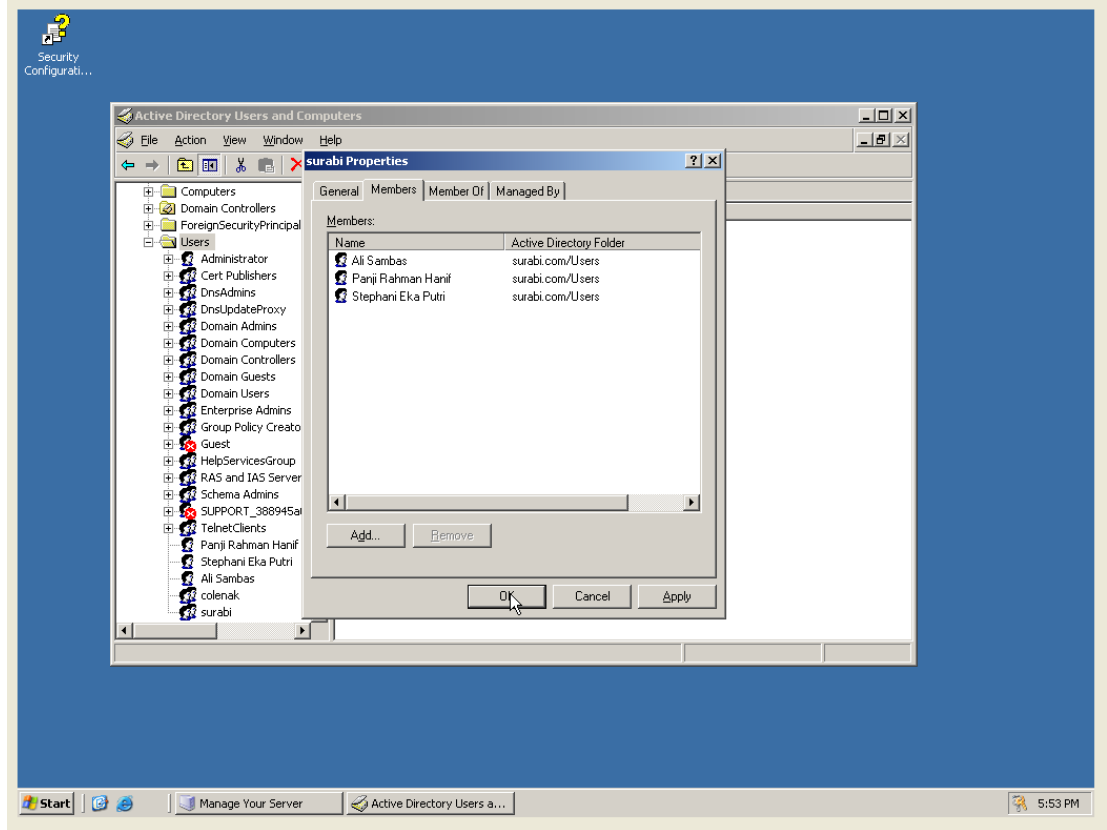 Security
Configurati...
Active Directory Users and Computers
File Action View Window Help
surabi Properties
General Members Member Of Managed By
Members:
Name Active Directory Folder
Ali Sambas surabi.com/Users
Panji Rahman Hanif surabi.com/Users
Stephani Eka Putri surabi.com/Users
Add... Remove
OK Cancel Apply
Computers
Domain Controllers
ForeignSecurityPrincipal
Users
Administrator
Cert Publishers
DnsAdmins
DnsUpdateProxy
Domain Admins
Domain Computers
Domain Controllers
Domain Guests
Domain Users
Enterprise Admins
Group Policy Creato
Guest
HelpServicesGroup
RAS and IAS Server
Schema Admins
SUPPORT_388945a
TelnetClients
Panji Rahman Hanif
Stephani Eka Putri
Ali Sambas
colenak
surabi
Start Manage Your Server Active Directory Users a... 5:53 PM